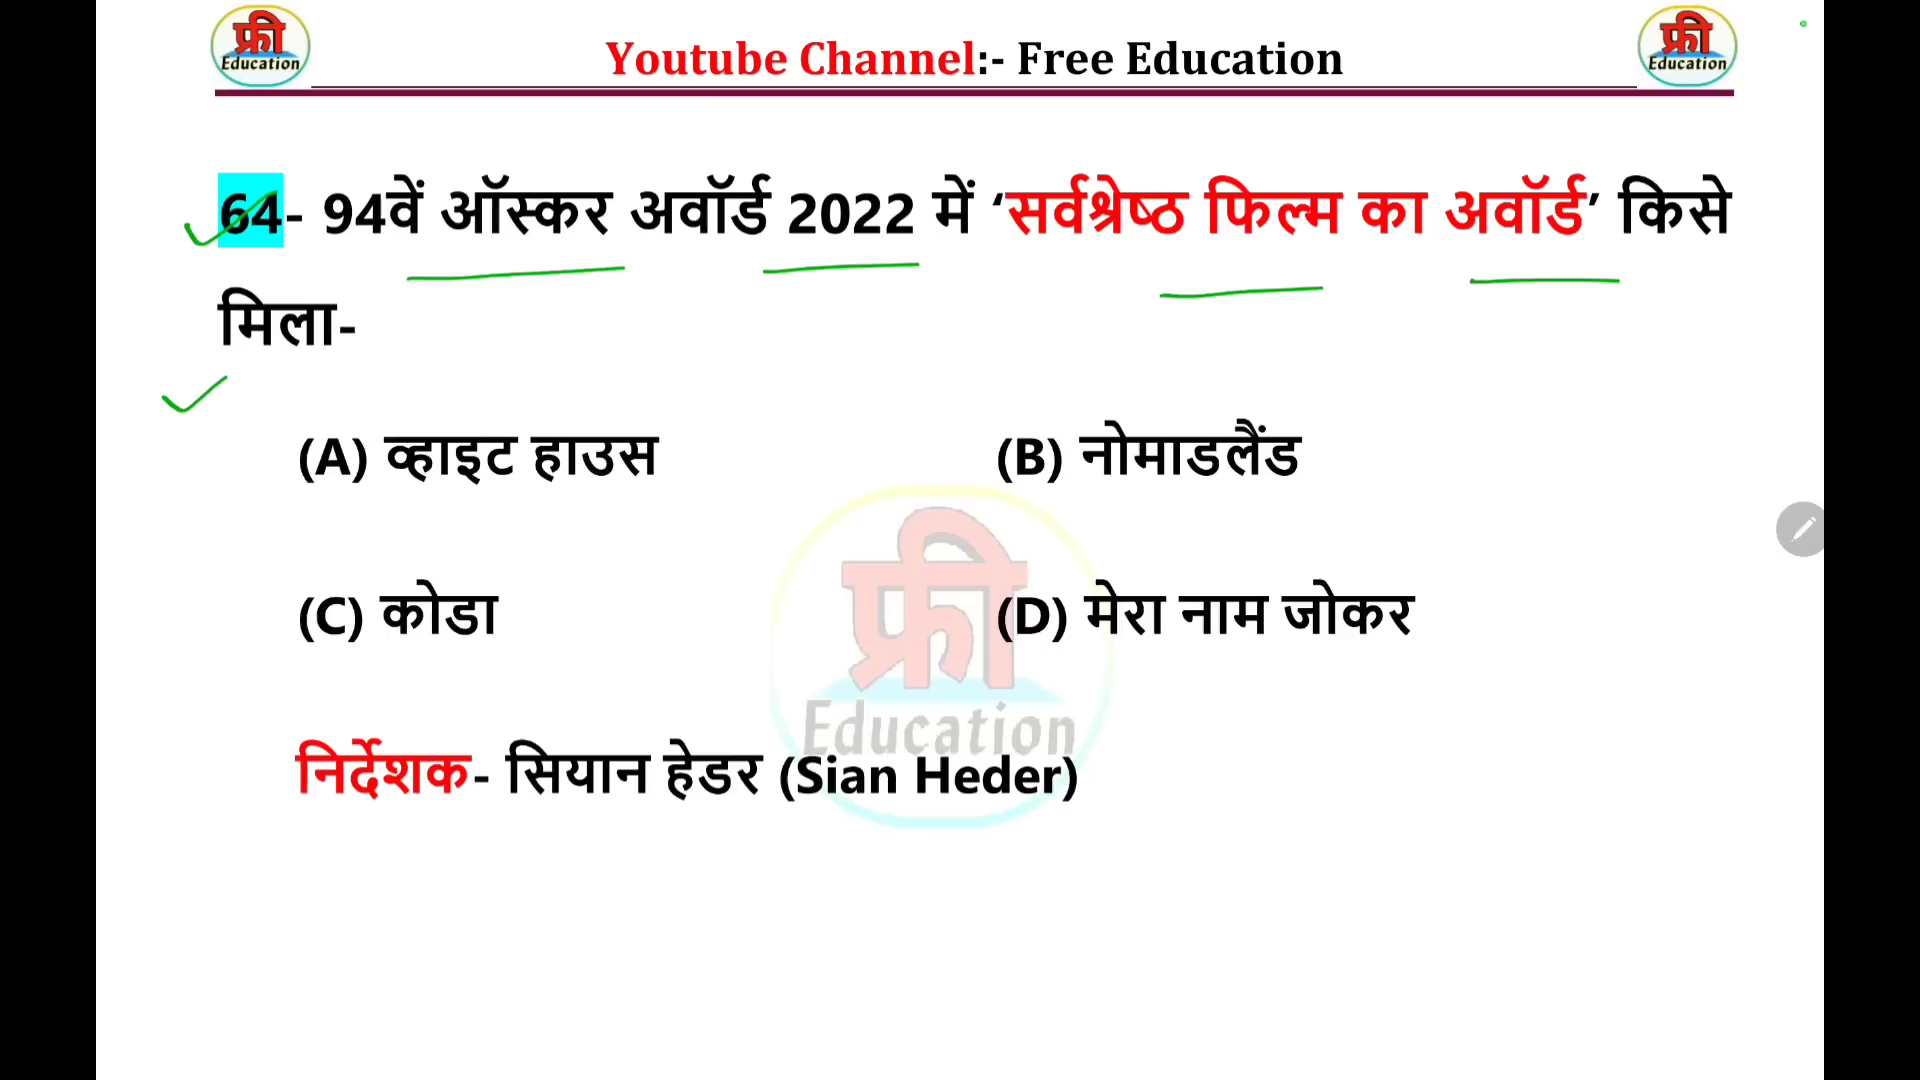 फ्री
Education
Youtube Channel:- Free Education
फ्री
Education
64- 94वें ऑस्कर अवॉर्ड 2022 में ‘सर्वश्रेष्ठ फिल्म का अवॉर्ड’ किसे
मिला-
(A) व्हाइट हाउस
(B) नोमाडलैंड
(C) कोडा
(D) मेरा नाम जोकर
फ्री
Education
निर्देशक- सियान हेडर (Sian Heder)